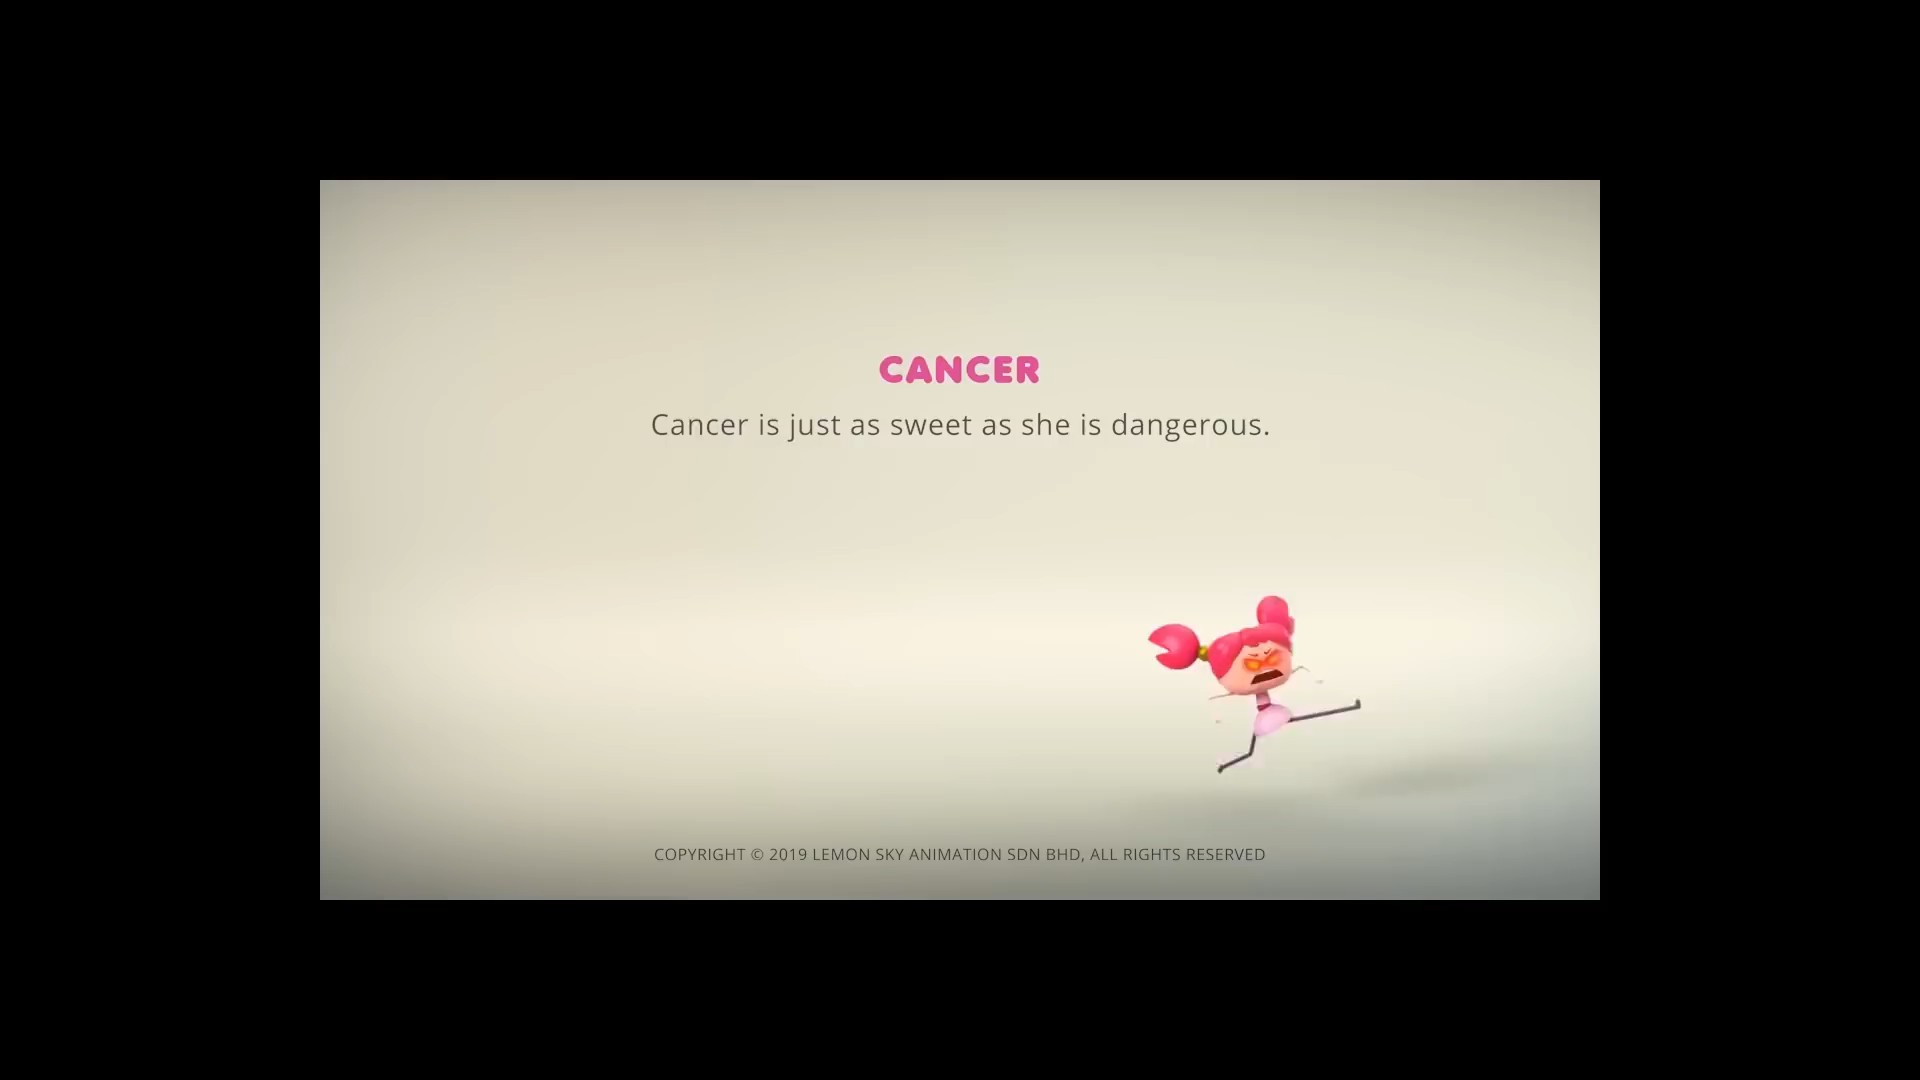 CANCER
Cancer is just as sweet as she is dangerous.
COPYRIGHT © 2019 LEMON SKY ANIMATION SDN BHD, ALL RIGHTS RESERVED